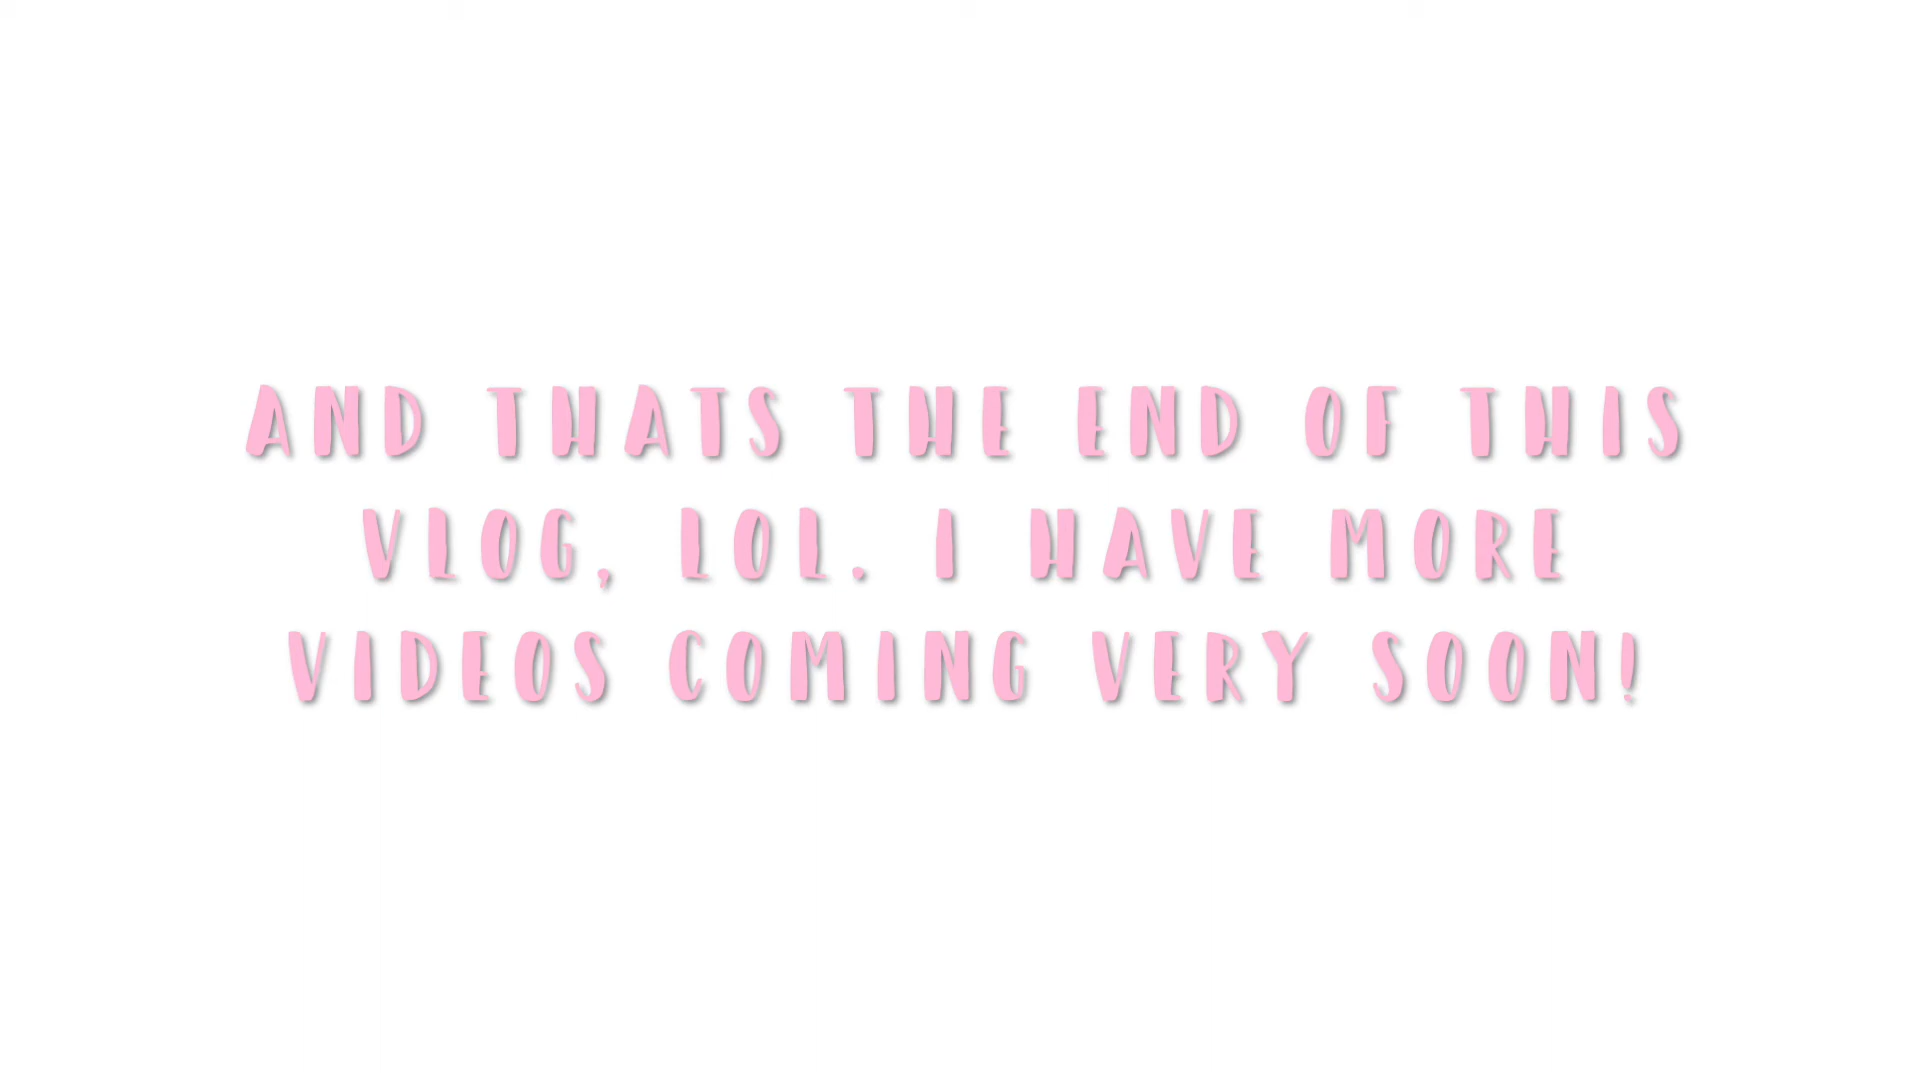 AND THATS THE END OF THIS
VLOG, LOL. I HAVE MORE
VIDEOS COMING VERY SOON!